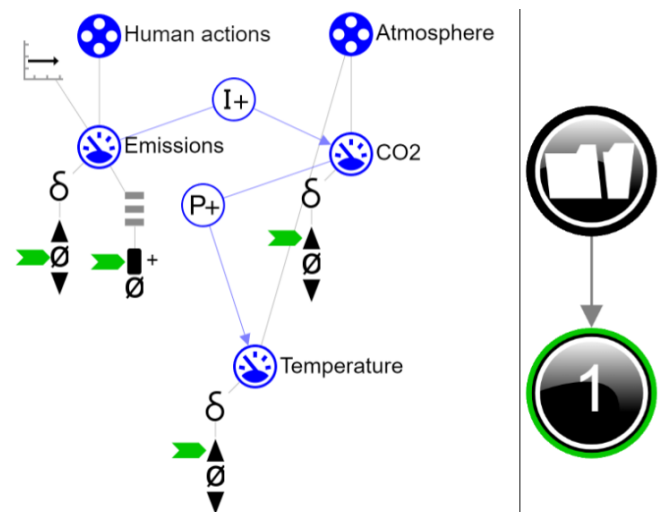 Human actions
Atmosphere
I+
Emissions
CO2
δ
P+
δ
Ø
+
Ø
Ø
Temperature
δ
Ø
1